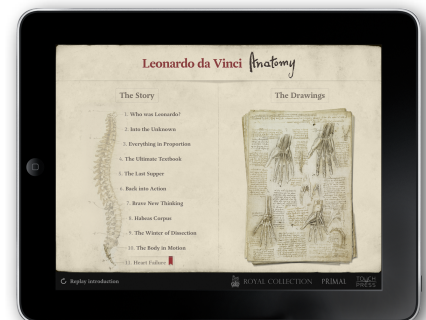 Leonardo da Vinci Anatomy
The Story
1. Who was Leonardo?
2. Into the Unknown
3. Everything in Proportion
4. The Ultimate Textbook
5. The Last Supper
6. Back into Action
7. Brave New Thinking
8. Habeas Corpus
9. The Winter of Dissection
10. The Body in Motion
11. Heart Failure
The Drawings
Replay introduction
ROYAL COLLECTION
PRIMAL
TOUCH
PRESS